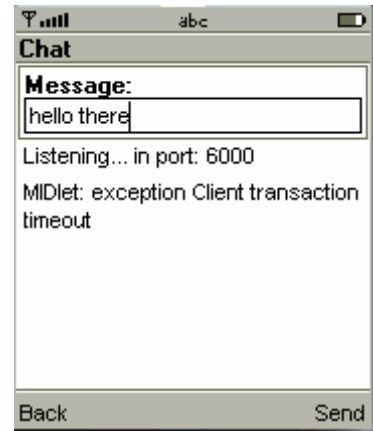 abc
Chat
Message:
hello there
Listening... in port: 6000
MIDlet: exception Client transaction
timeout
Back Send